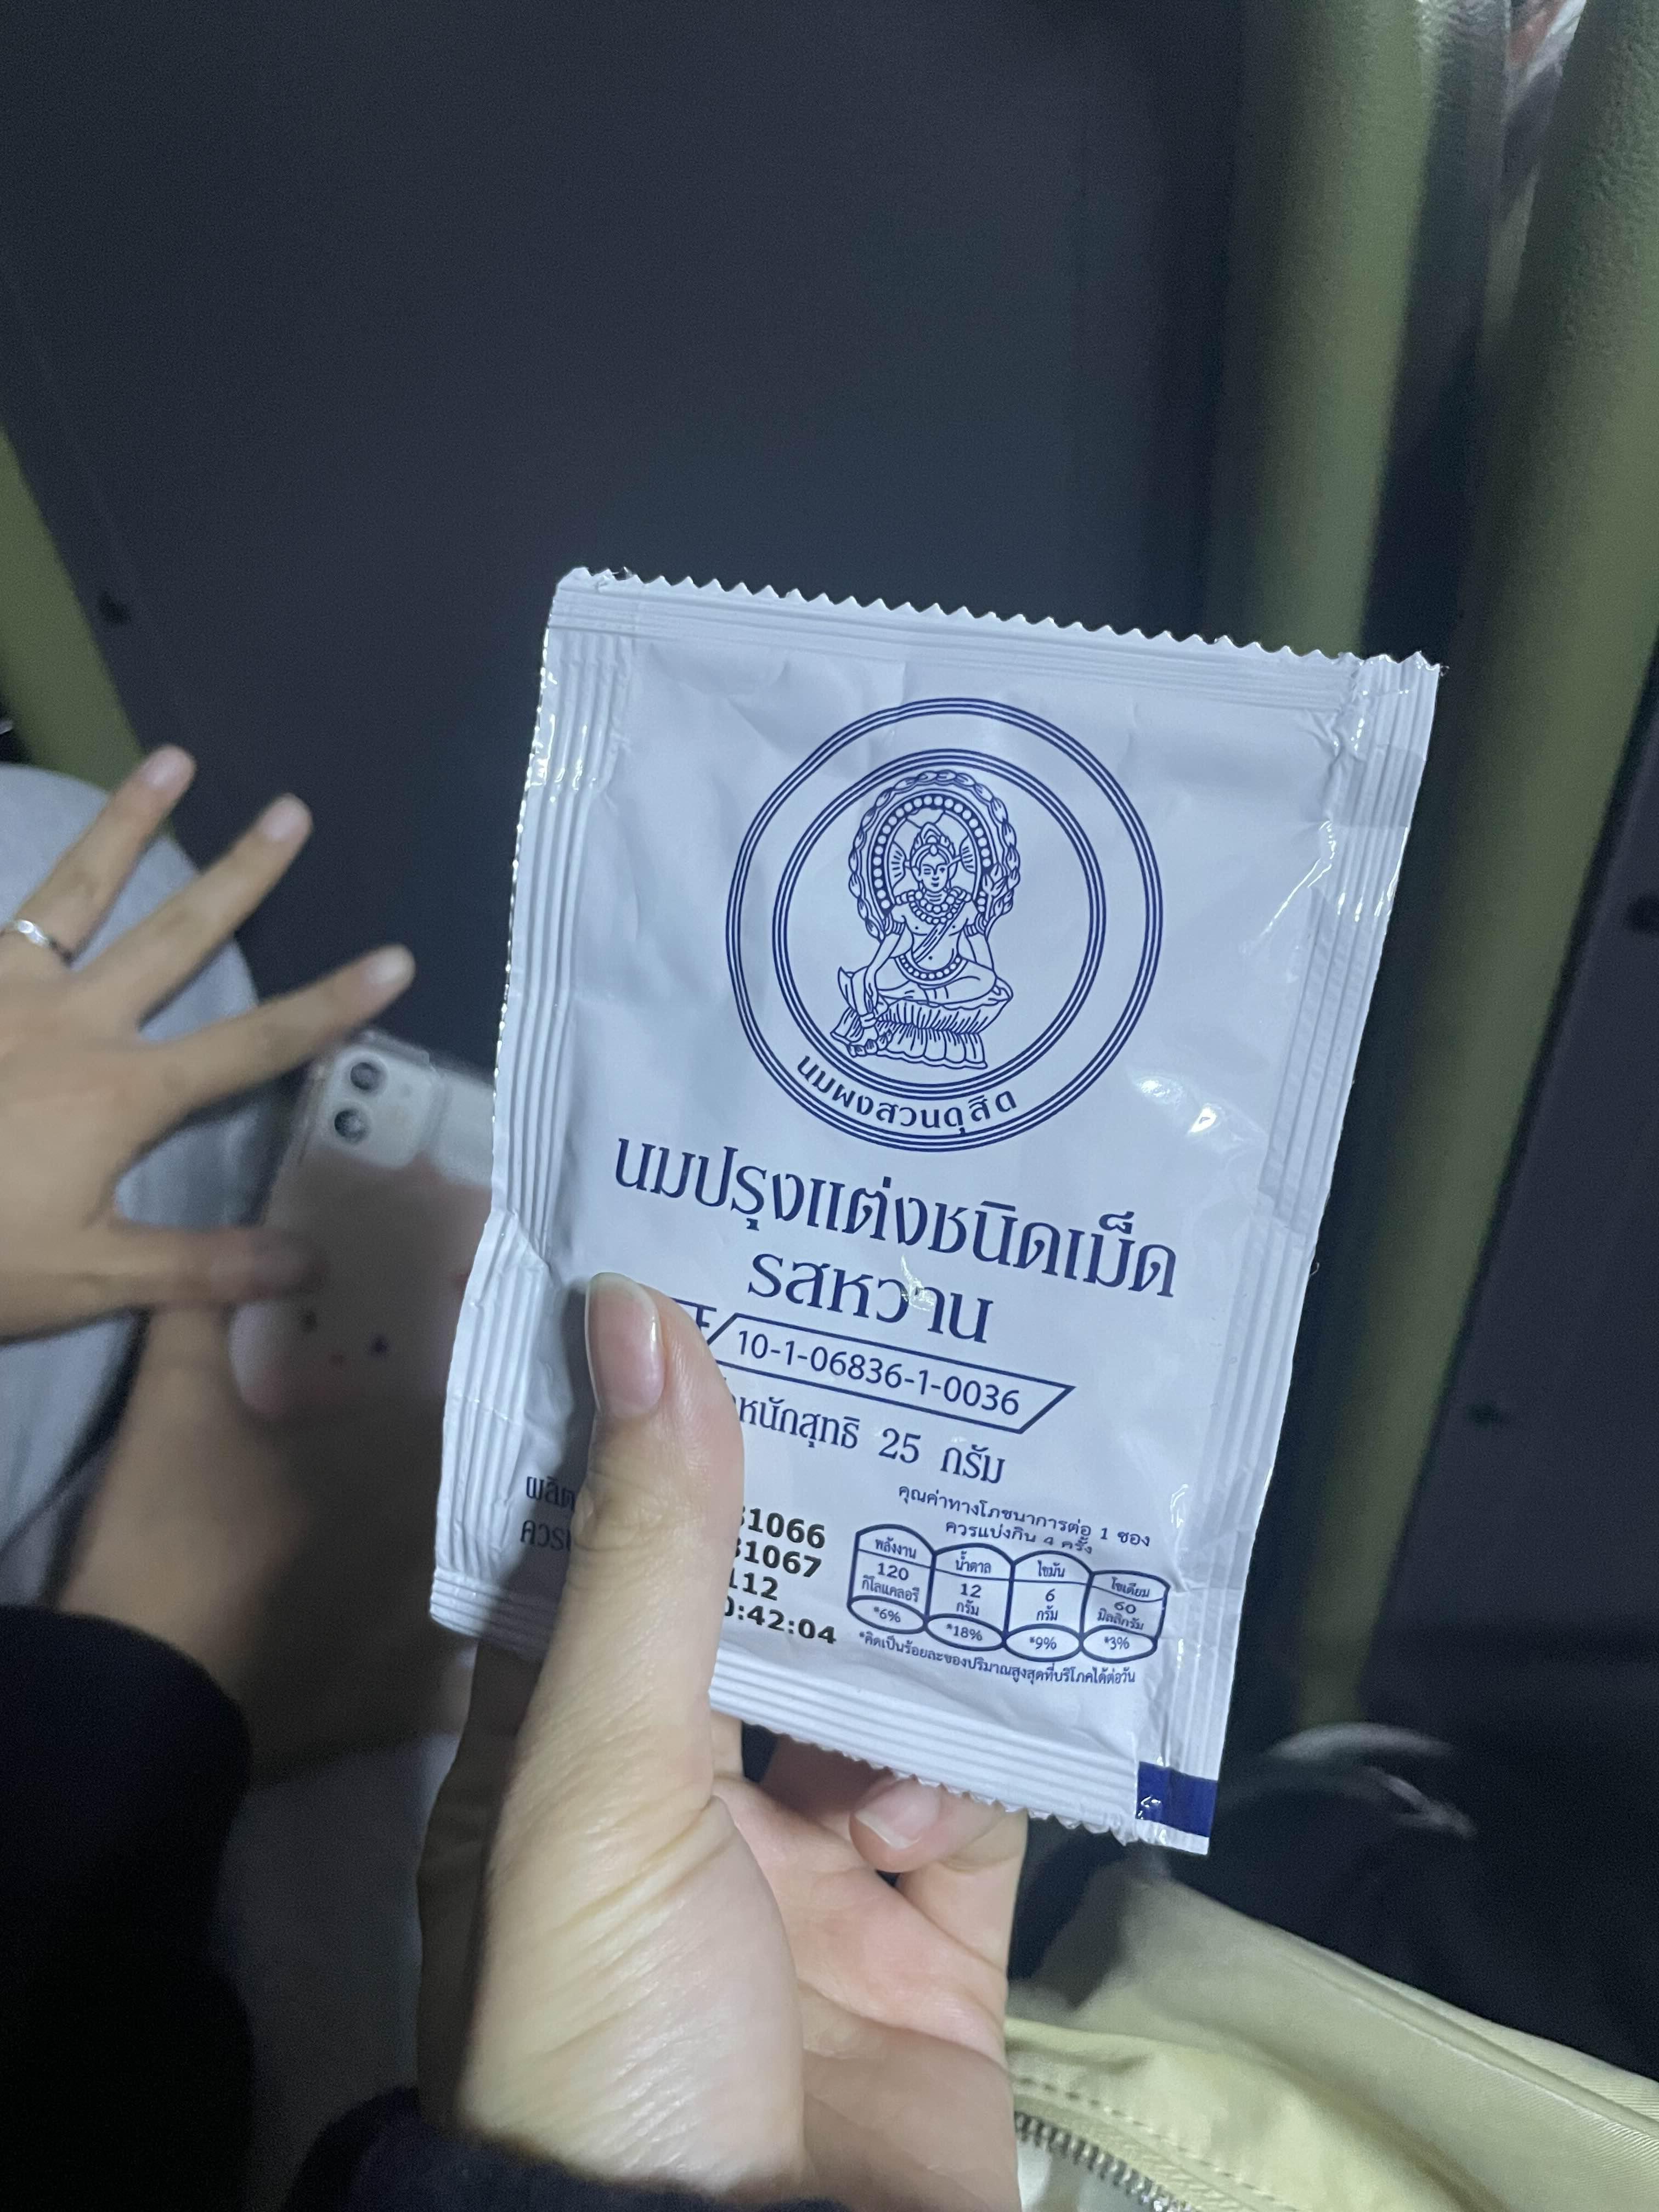 นมผงสวนดุสิต
นมปรุงแต่งชนิดเม็ด
รสหวาน
10-1-06836-1-0036
25 กรัม
คุณค่าทางโภชนาการต่อ 1 ซอง
ควรแบ่งกิน 4 ครั้ง
พลังงาน น้ำตาล ไขมัน โซเดียม
120 12 6 60
กิโลแคลอรี กรัม กรัม มิลลิกรัม
*6% *18% *9% *3%
*คิดเป็นร้อยละของปริมาณสูงสุดที่บริโภคได้ต่อวัน
31066
31067
112
:42:04